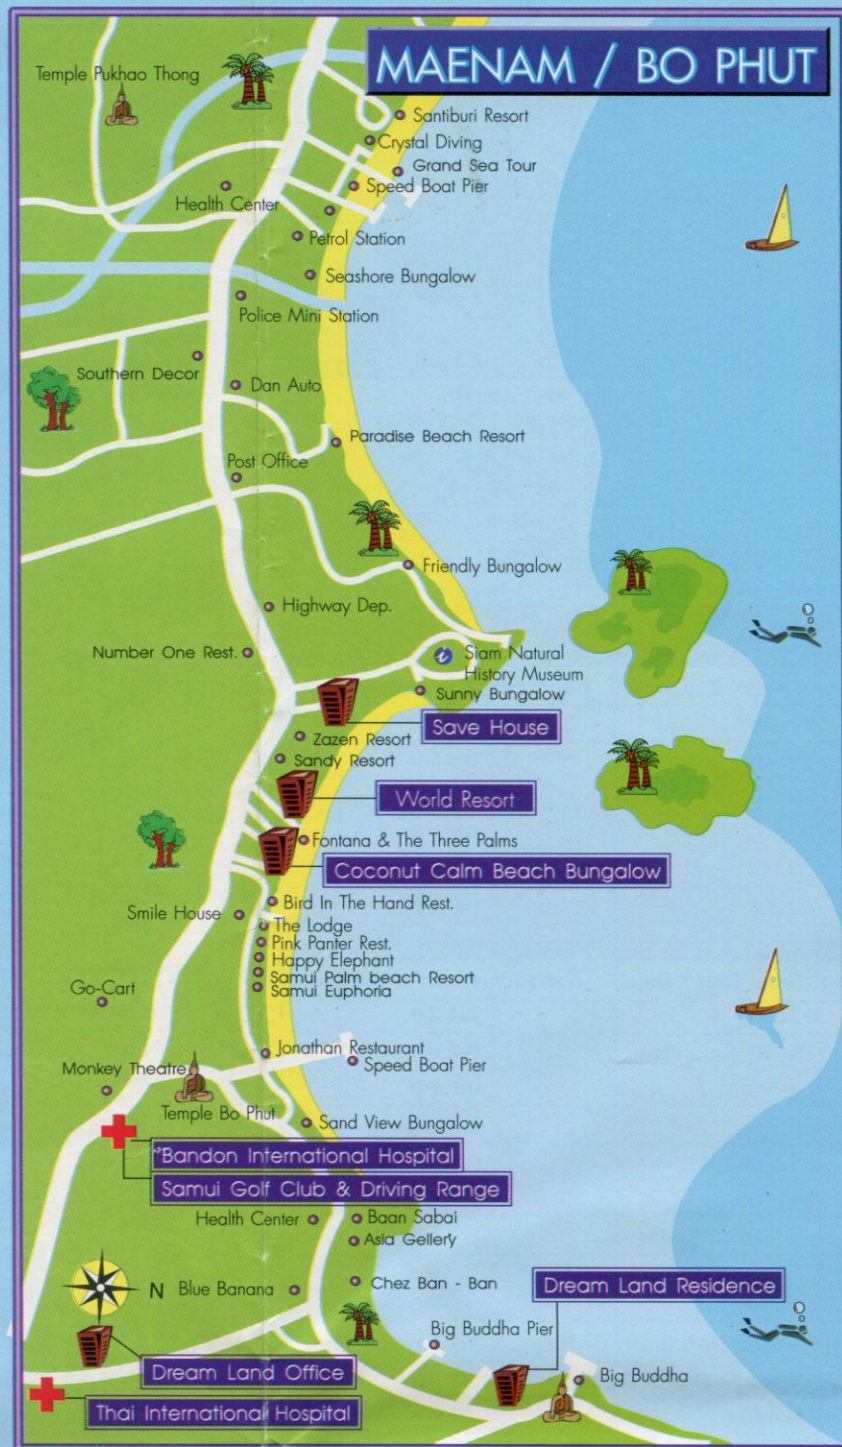 MAENAM / BO PHUT
Temple Pukhao Thong
Santiburi Resort
Crystal Diving
Grand Sea Tour
Speed Boat Pier
Health Center
Petrol Station
Seashore Bungalow
Police Mini Station
Southern Decor
Dan Auto
Paradise Beach Resort
Post Office
Friendly Bungalow
Highway Dep.
Number One Rest.
i
Siam Natural
History Museum
Sunny Bungalow
Save House
Zazen Resort
Sandy Resort
World Resort
Fontana & The Three Palms
Coconut Calm Beach Bungalow
Bird In The Hand Rest.
Smile House
The Lodge
Pink Panter Rest.
Happy Elephant
Samui Palm beach Resort
Samui Euphoria
Go-Cart
Jonathan Restaurant
Speed Boat Pier
Monkey Theatre
Temple Bo Phut
Sand View Bungalow
Bandon International Hospital
Samui Golf Club & Driving Range
Health Center
Baan Sabai
Asia Gellery
N
Blue Banana
Chez Ban - Ban
Dream Land Residence
Big Buddha Pier
Dream Land Office
Big Buddha
Thai International Hospital